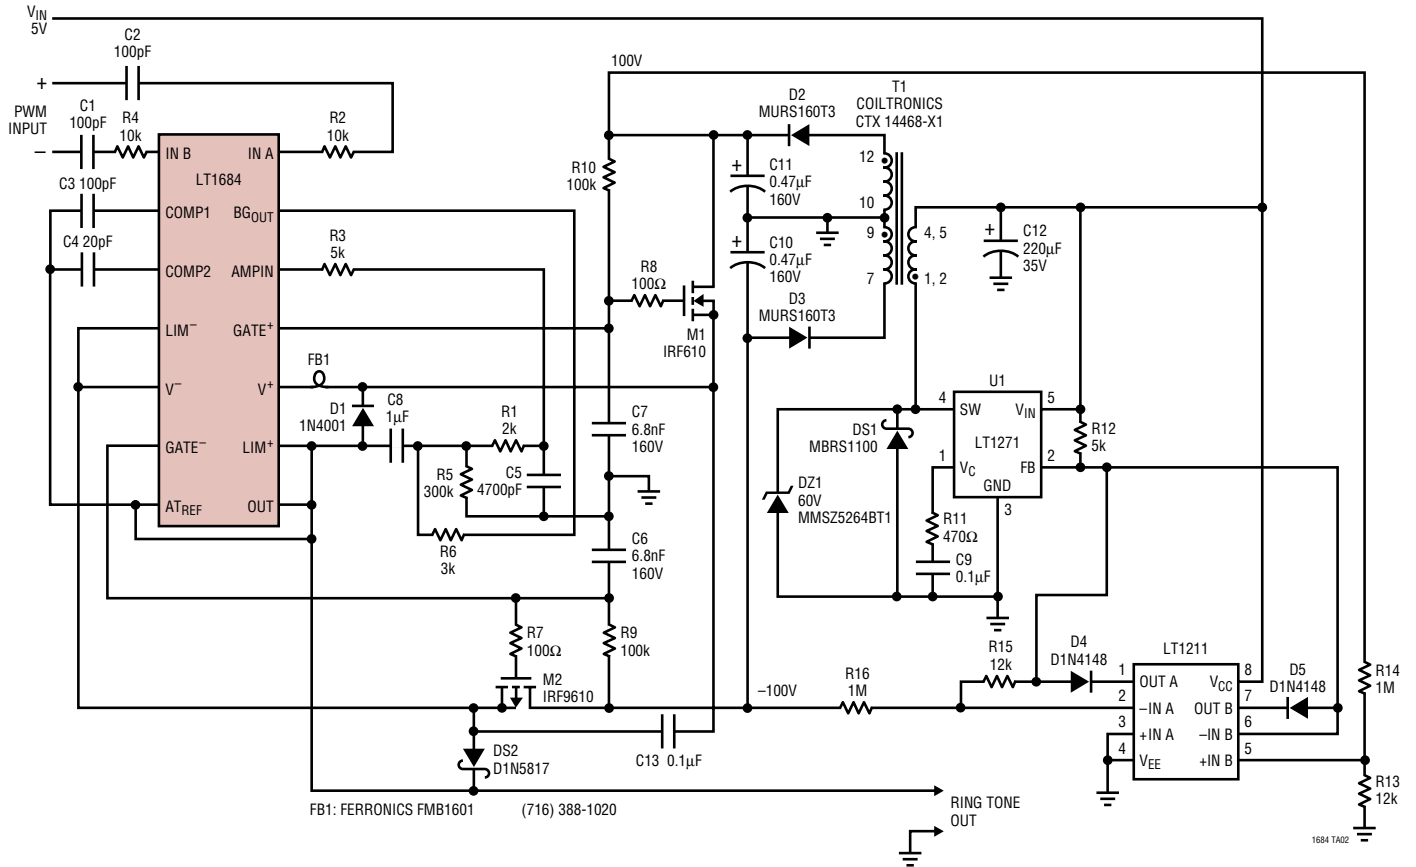 VIN
5V
C2
100pF
+
PWM
INPUT
–
C1
100pF
R4
10k
R2
10k
IN B
IN A
LT1684
C3 100pF
COMP1
BGOUT
C4 20pF
COMP2
AMPIN
R3
5k
LIM–
GATE+
FB1
V–
V+
D1
1N4001
C8
1µF
R1
2k
GATE–
LIM+
R5
300k
C5
4700pF
ATREF
OUT
R6
3k
100V
R10
100k
R8
100Ω
M1
IRF610
C7
6.8nF
160V
C6
6.8nF
160V
R7
100Ω
R9
100k
M2
IRF9610
DS2
D1N5817
C13 0.1µF
D2
MURS160T3
T1
COILTRONICS
CTX 14468-X1
+
C11
0.47µF
160V
12
10
+
C10
0.47µF
160V
9
7
4, 5
1, 2
D3
MURS160T3
+
C12
220µF
35V
U1
4
SW
VIN
5
LT1271
1
VC
FB
2
GND
3
R12
5k
DS1
MBRS1100
DZ1
60V
MMSZ5264BT1
R11
470Ω
C9
0.1µF
–100V
R16
1M
R15
12k
D4
D1N4148
LT1211
1
OUT A
VCC
8
2
–IN A
OUT B
7
3
+IN A
–IN B
6
4
VEE
+IN B
5
D5
D1N4148
R14
1M
R13
12k
RING TONE
OUT
FB1: FERRONICS FMB1601 (716) 388-1020
1684 TA02